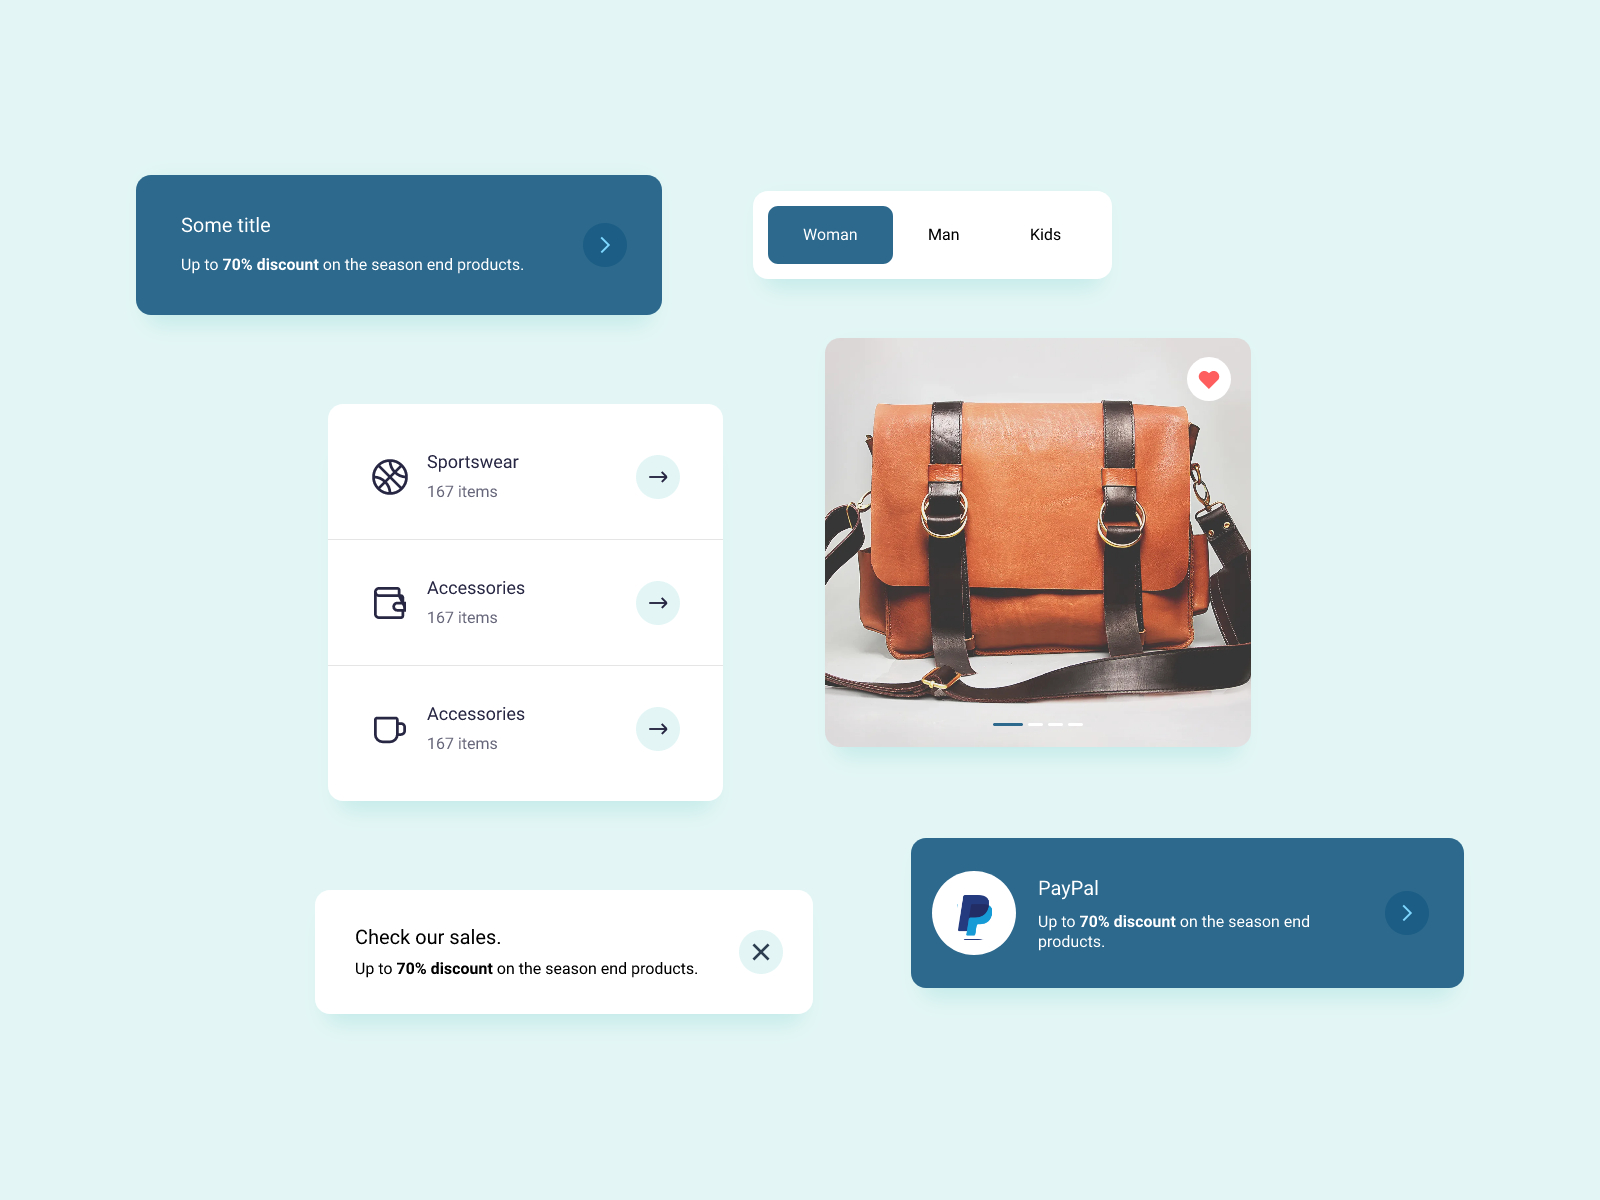 Some title
Up to 70% discount on the season end products.
Woman
Man
Kids
Sportswear
167 items
Accessories
167 items
Accessories
167 items
Check our sales.
Up to 70% discount on the season end products.
PayPal
Up to 70% discount on the season end
products.